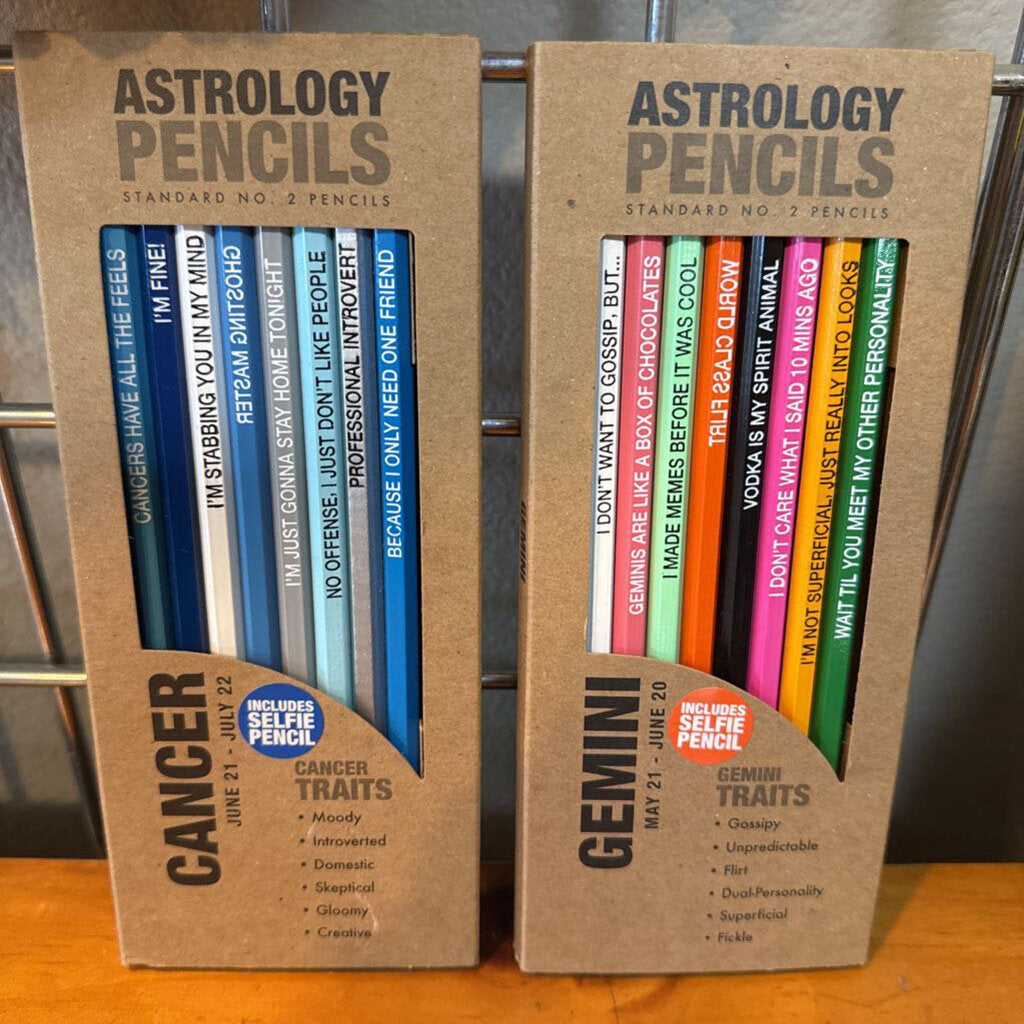 ASTROLOGY
PENCILS
STANDARD NO. 2 PENCILS
CANCERS HAVE ALL THE FEELS
I'M FINE!
I'M STABBING YOU IN MY MIND
GHOSTING MASTER
I'M JUST GONNA STAY HOME TONIGHT
NO OFFENSE, I JUST DON'T LIKE PEOPLE
PROFESSIONAL INTROVERT
BECAUSE I ONLY NEED ONE FRIEND
CANCER
JUNE 21 - JULY 22
INCLUDES
SELFIE
PENCIL
CANCER
TRAITS
• Moody
• Introverted
• Domestic
• Skeptical
• Gloomy
• Creative
ASTROLOGY
PENCILS
STANDARD NO. 2 PENCILS
I DON'T WANT TO GOSSIP, BUT...
GEMINIS ARE LIKE A BOX OF CHOCOLATES
I MADE MEMES BEFORE IT WAS COOL
WORLD CLASS FLIRT
VODKA IS MY SPIRIT ANIMAL
I DON'T CARE WHAT I SAID 10 MINS AGO
I'M NOT SUPERFICIAL, JUST REALLY INTO LOOKS
WAIT TIL YOU MEET MY OTHER PERSONALITY
GEMINI
MAY 21 - JUNE 20
INCLUDES
SELFIE
PENCIL
GEMINI
TRAITS
• Gossipy
• Unpredictable
• Flirt
• Dual-Personality
• Superficial
• Fickle